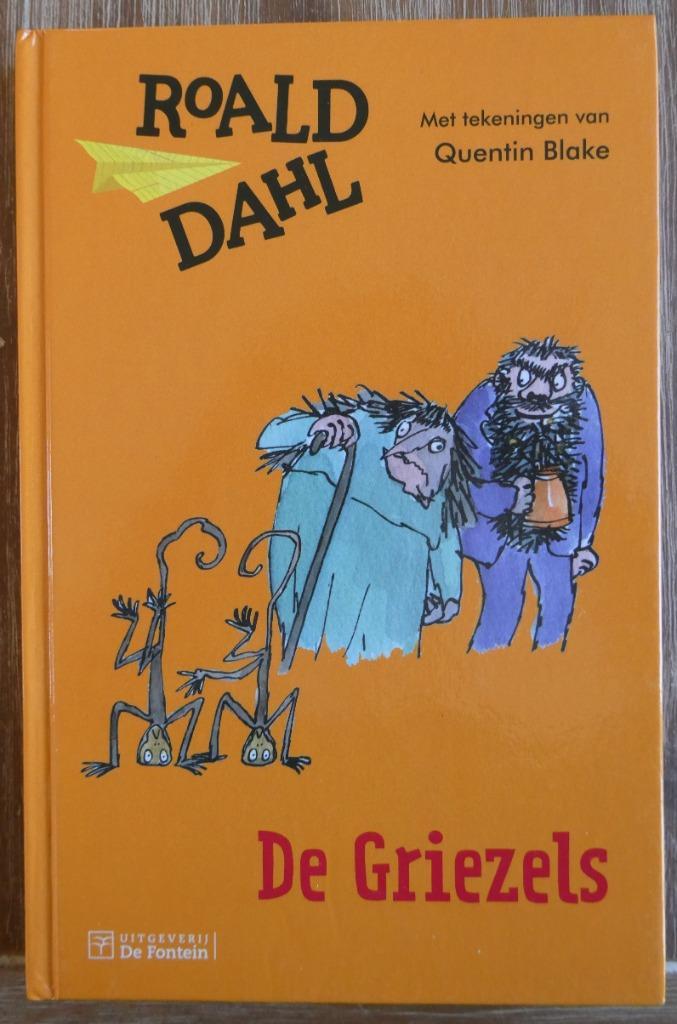 ROALD
DAHL
Met tekeningen van
Quentin Blake
De Griezels
UITGEVERIJ
De Fontein